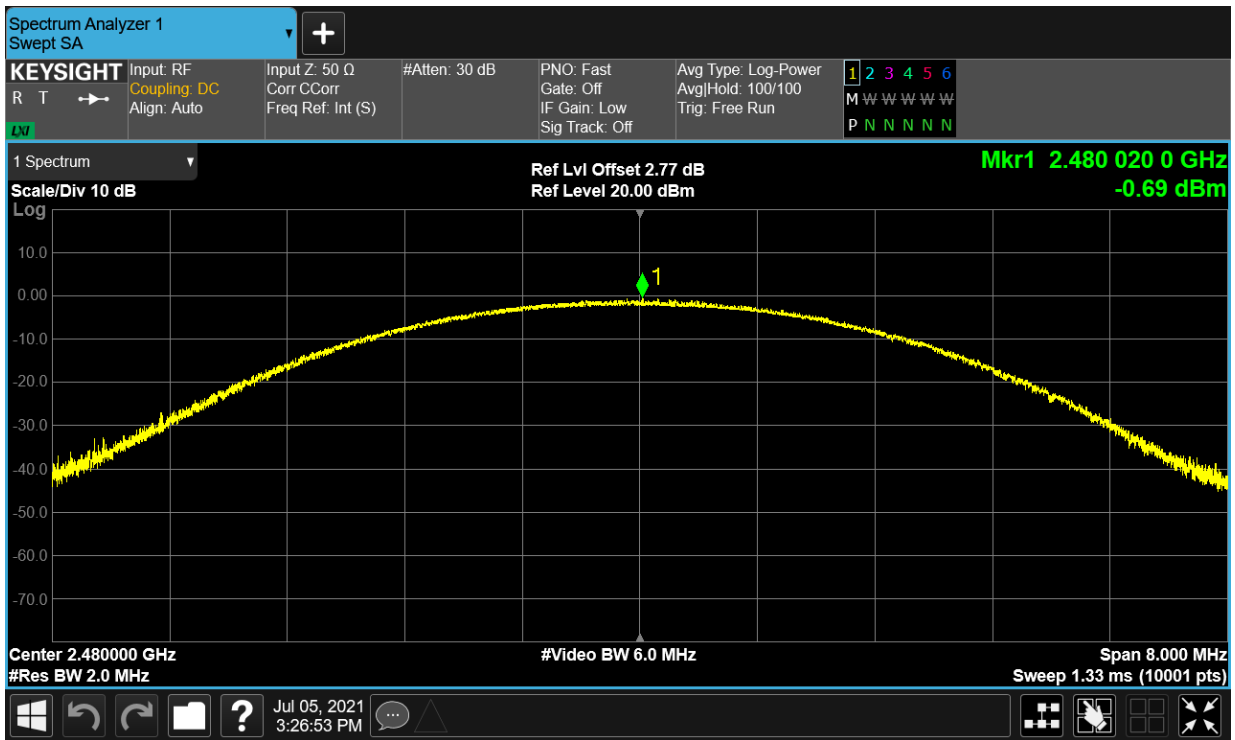 Spectrum Analyzer 1
Swept SA
KEYSIGHT
R T
LXI
Input: RF
Coupling: DC
Align: Auto
Input Z: 50 Ω
Corr CCorr
Freq Ref: Int (S)
#Atten: 30 dB
PNO: Fast
Gate: Off
IF Gain: Low
Sig Track: Off
Avg Type: Log-Power
Avg|Hold: 100/100
Trig: Free Run
1 2 3 4 5 6
M W W W W W
P N N N N N
1 Spectrum
Scale/Div 10 dB
Ref Lvl Offset 2.77 dB
Ref Level 20.00 dBm
Mkr1 2.480 020 0 GHz
-0.69 dBm
Log
10.0
0.00
-10.0
-20.0
-30.0
-40.0
-50.0
-60.0
-70.0
1
Center 2.480000 GHz
#Res BW 2.0 MHz
#Video BW 6.0 MHz
Span 8.000 MHz
Sweep 1.33 ms (10001 pts)
?
Jul 05, 2021
3:26:53 PM